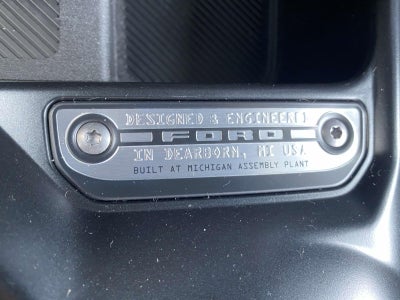 DESIGNED & ENGINEERED
FORD
IN DEARBORN, MI USA
BUILT AT MICHIGAN ASSEMBLY PLANT